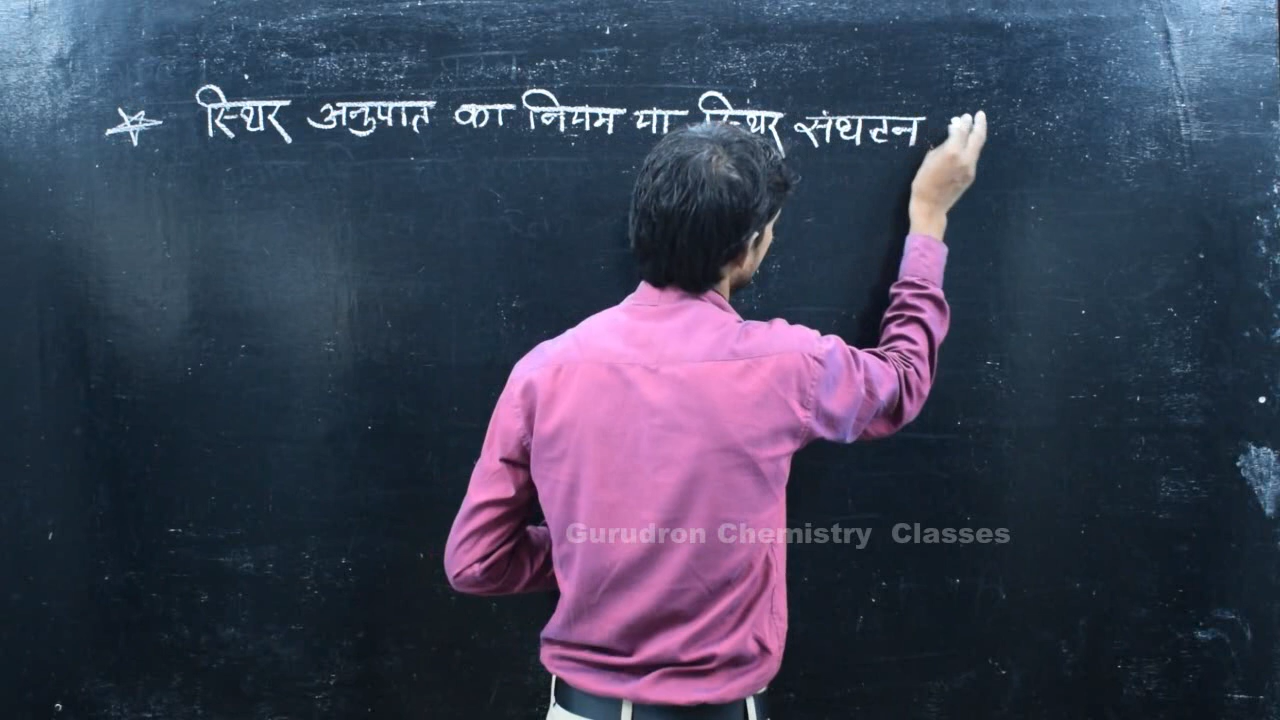 स्थिर अनुपात का नियम या स्थिर संघटन
Gurudron Chemistry Classes